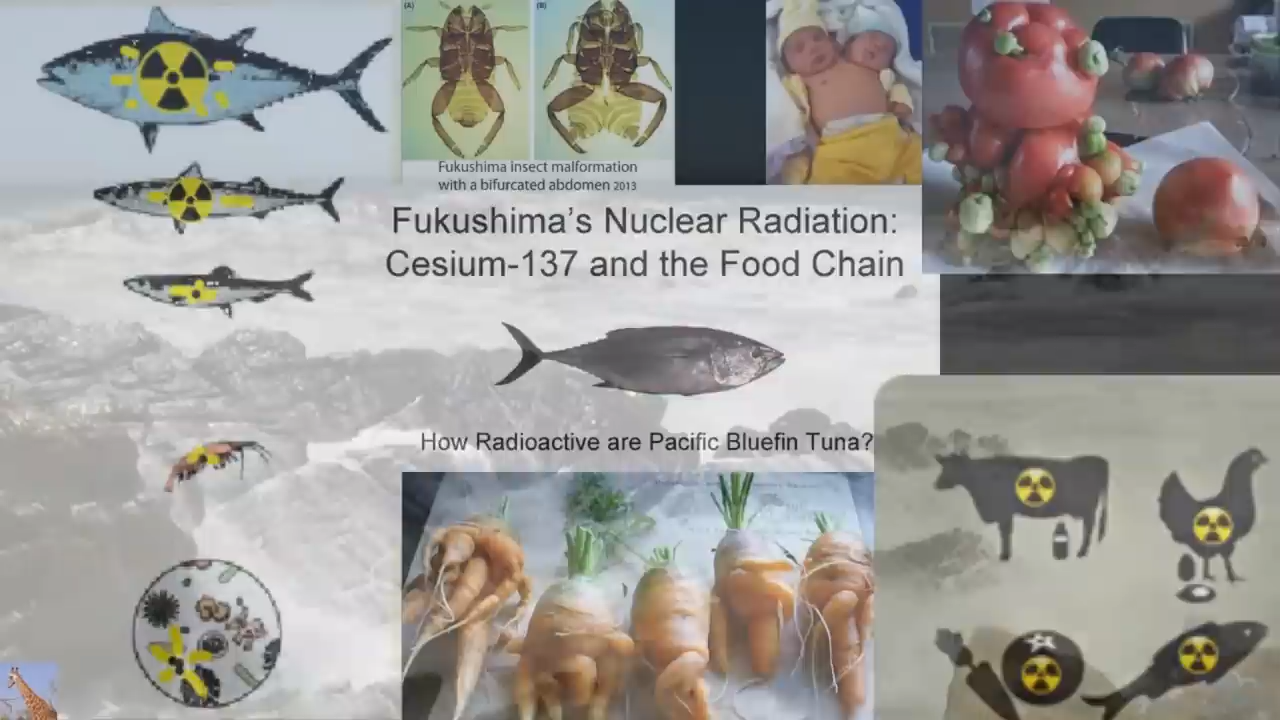 (A)
(B)
Fukushima insect malformation
with a bifurcated abdomen 2013
Fukushima’s Nuclear Radiation:
Cesium-137 and the Food Chain
How Radioactive are Pacific Bluefin Tuna?